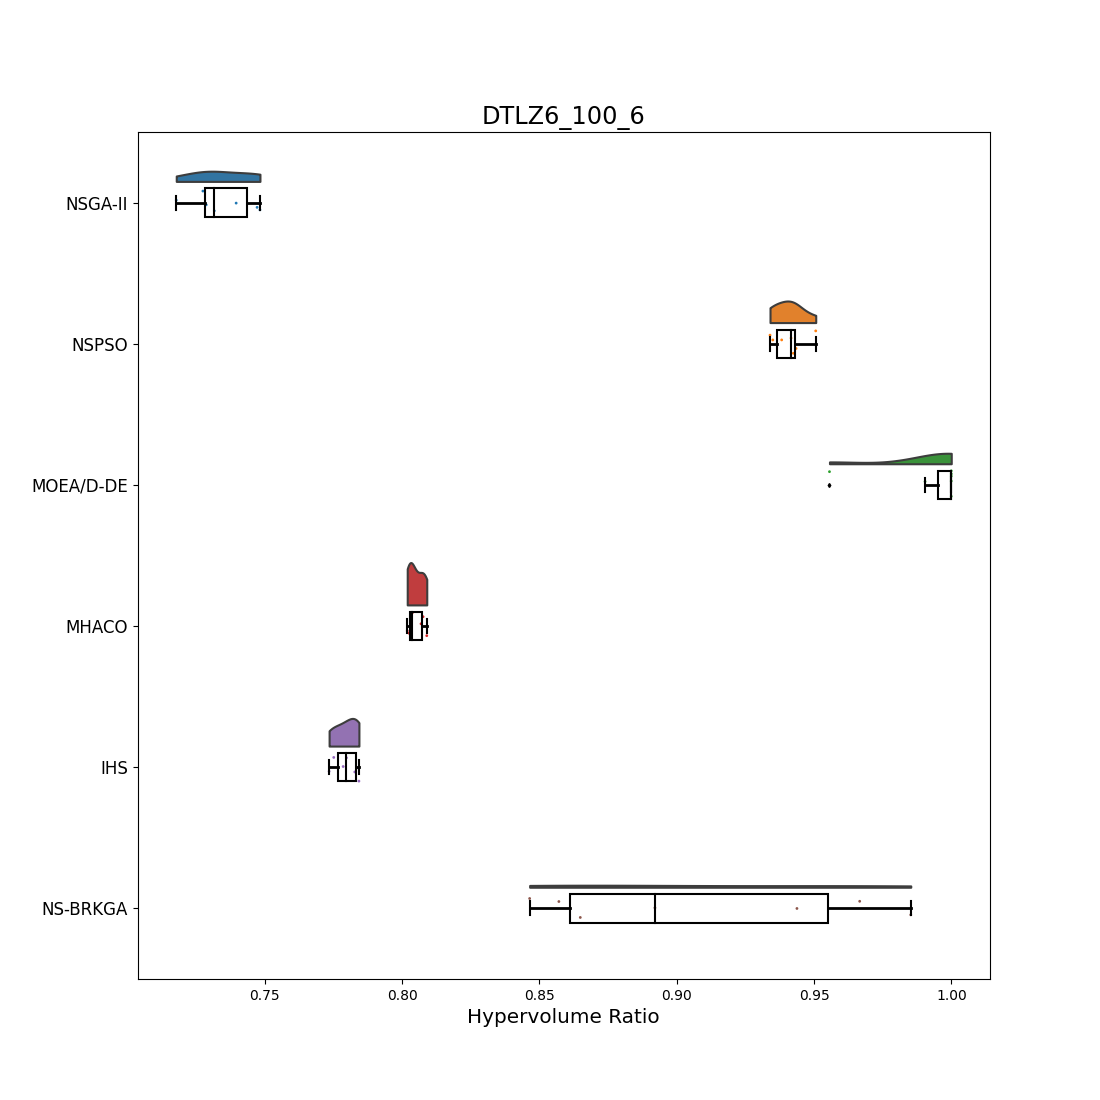 DTLZ6_100_6
NSGA-II
NSPSO
MOEA/D-DE
MHACO
IHS
NS-BRKGA
0.75 0.80 0.85 0.90 0.95 1.00
Hypervolume Ratio